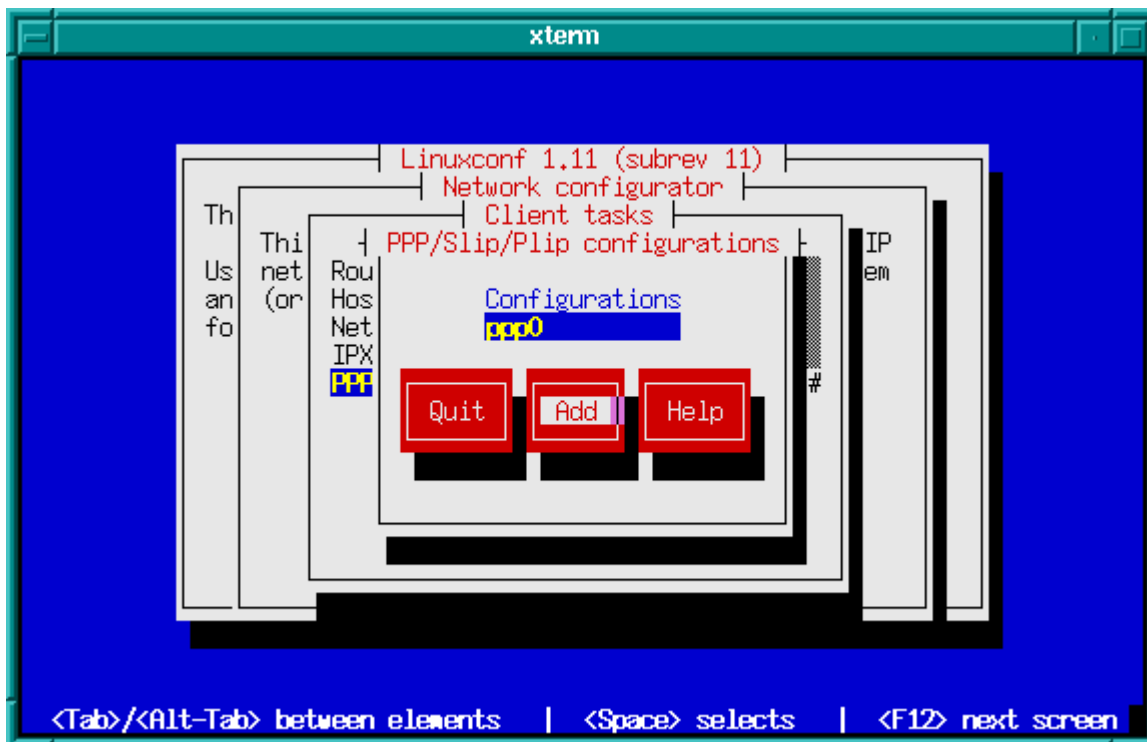 xterm
Linuxconf 1.11 (subrev 11)
Network configurator
Th Client tasks
Thi PPP/Slip/Plip configurations IP
Us net Rou em
an (or Hos Configurations
fo Net ppp0
IPX
PPP #
Quit Add Help
<Tab>/<Alt-Tab> between elements | <Space> selects | <F12> next screen